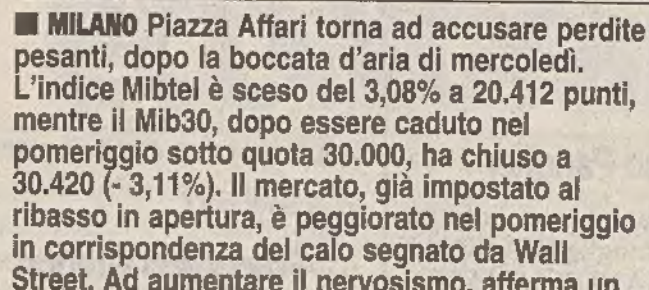 ■ MILANO Piazza Affari torna ad accusare perdite
pesanti, dopo la boccata d'aria di mercoledì.
L'indice Mibtel è sceso del 3,08% a 20.412 punti,
mentre il Mib30, dopo essere caduto nel
pomeriggio sotto quota 30.000, ha chiuso a
30.420 (- 3,11%). Il mercato, già impostato al
ribasso in apertura, è peggiorato nel pomeriggio
in corrispondenza del calo segnato da Wall
Street. Ad aumentare il nervosismo, afferma un